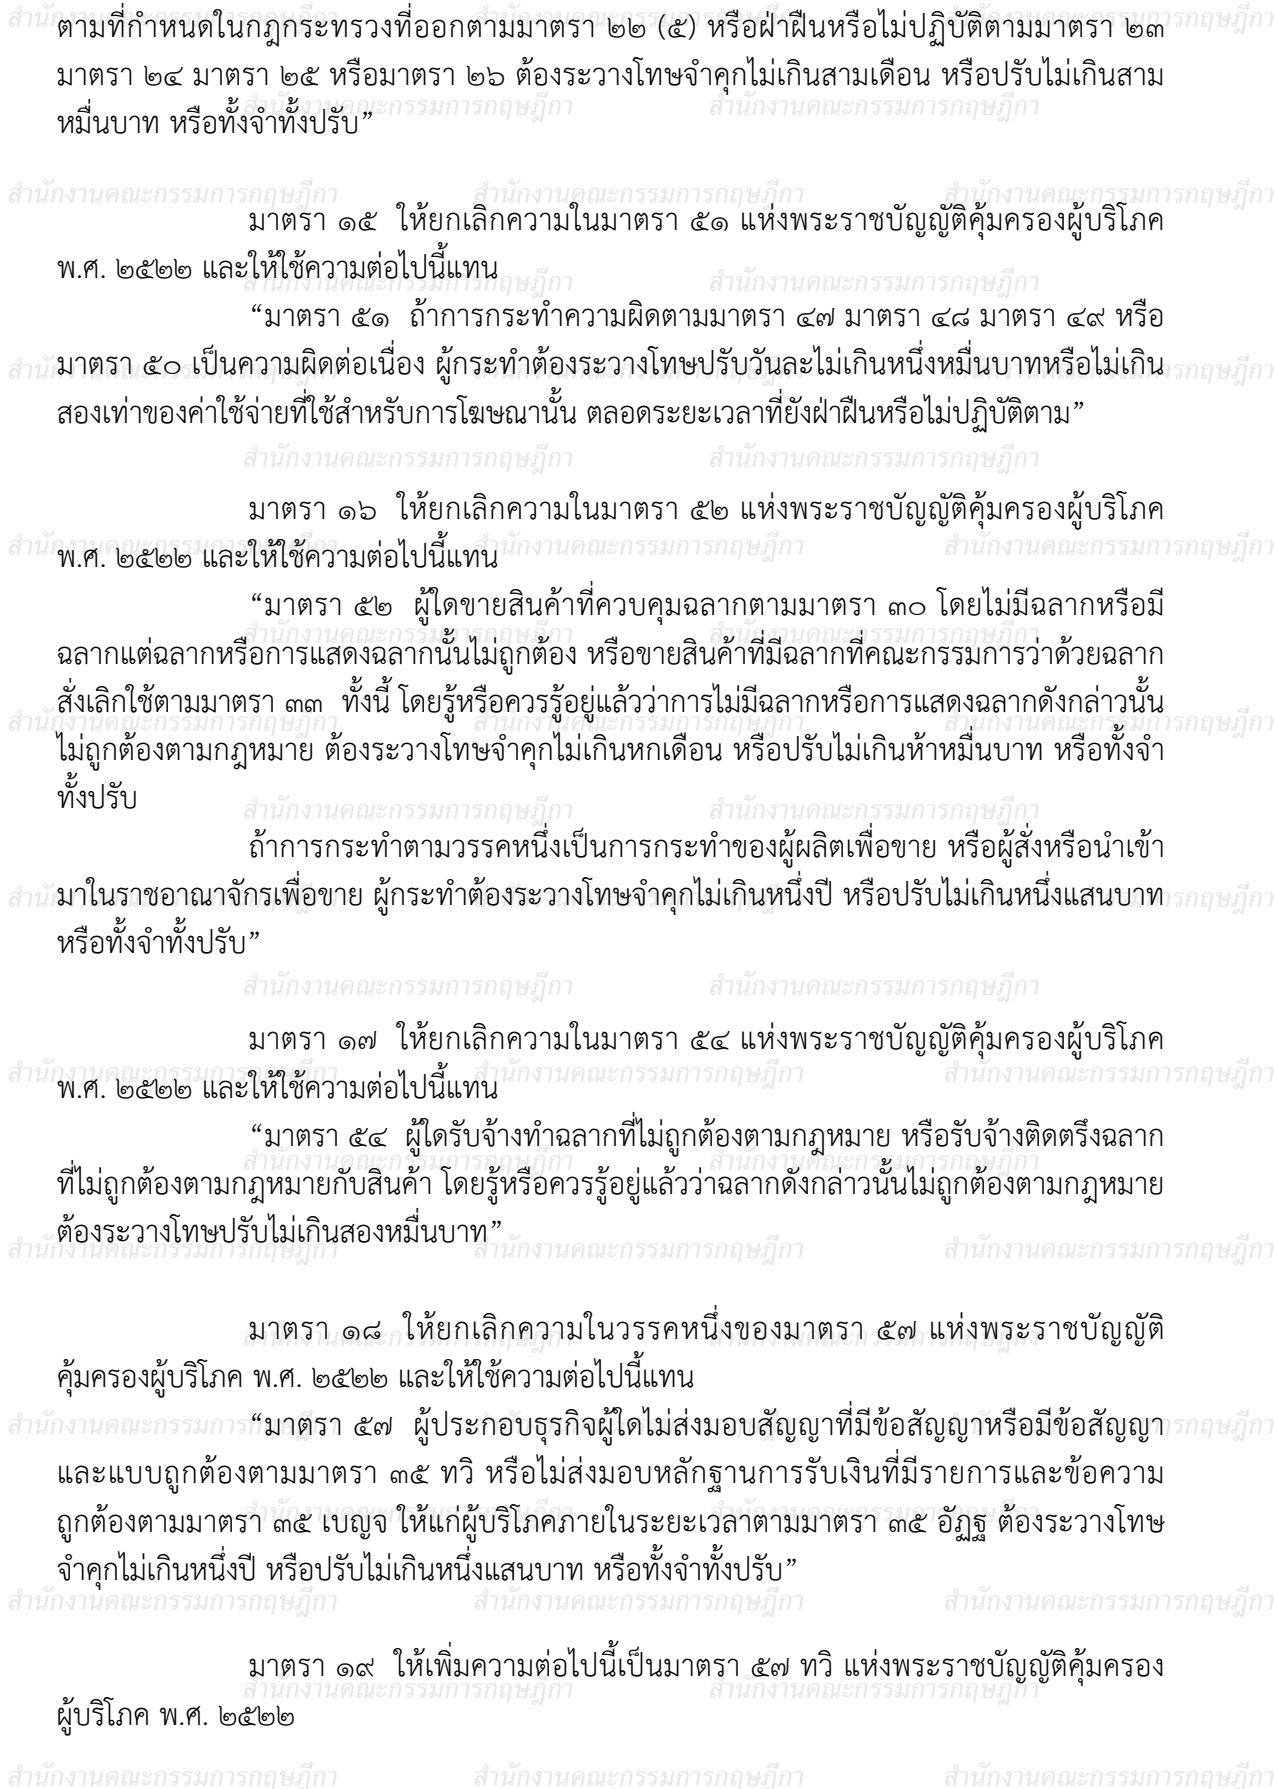 ตามที่กำหนดในกฎกระทรวงที่ออกตามมาตรา ๒๒ (๕) หรือฝ่าฝืนหรือไม่ปฏิบัติตามมาตรา ๒๓
มาตรา ๒๔ มาตรา ๒๕ หรือมาตรา ๒๖ ต้องระวางโทษจำคุกไม่เกินสามเดือน หรือปรับไม่เกินสาม
หมื่นบาท หรือทั้งจำทั้งปรับ”
มาตรา ๑๕ ให้ยกเลิกความในมาตรา ๕๑ แห่งพระราชบัญญัติคุ้มครองผู้บริโภค
พ.ศ. ๒๕๒๒ และให้ใช้ความต่อไปนี้แทน
“มาตรา ๕๑ ถ้าการกระทำความผิดตามมาตรา ๔๗ มาตรา ๔๘ มาตรา ๔๙ หรือ
มาตรา ๕๐ เป็นความผิดต่อเนื่อง ผู้กระทำต้องระวางโทษปรับวันละไม่เกินหนึ่งหมื่นบาทหรือไม่เกิน
สองเท่าของค่าใช้จ่ายที่ใช้สำหรับการโฆษณานั้น ตลอดระยะเวลาที่ยังฝ่าฝืนหรือไม่ปฏิบัติตาม”
มาตรา ๑๖ ให้ยกเลิกความในมาตรา ๕๒ แห่งพระราชบัญญัติคุ้มครองผู้บริโภค
พ.ศ. ๒๕๒๒ และให้ใช้ความต่อไปนี้แทน
“มาตรา ๕๒ ผู้ใดขายสินค้าที่ควบคุมฉลากตามมาตรา ๓๐ โดยไม่มีฉลากหรือมี
ฉลากแต่ฉลากหรือการแสดงฉลากนั้นไม่ถูกต้อง หรือขายสินค้าที่มีฉลากที่คณะกรรมการว่าด้วยฉลาก
สั่งเลิกใช้ตามมาตรา ๓๓ ทั้งนี้ โดยรู้หรือควรรู้อยู่แล้วว่าการไม่มีฉลากหรือการแสดงฉลากดังกล่าวนั้น
ไม่ถูกต้องตามกฎหมาย ต้องระวางโทษจำคุกไม่เกินหกเดือน หรือปรับไม่เกินห้าหมื่นบาท หรือทั้งจำ
ทั้งปรับ
ถ้าการกระทำตามวรรคหนึ่งเป็นการกระทำของผู้ผลิตเพื่อขาย หรือผู้สั่งหรือนำเข้า
มาในราชอาณาจักรเพื่อขาย ผู้กระทำต้องระวางโทษจำคุกไม่เกินหนึ่งปี หรือปรับไม่เกินหนึ่งแสนบาท
หรือทั้งจำทั้งปรับ”
มาตรา ๑๗ ให้ยกเลิกความในมาตรา ๕๔ แห่งพระราชบัญญัติคุ้มครองผู้บริโภค
พ.ศ. ๒๕๒๒ และให้ใช้ความต่อไปนี้แทน
“มาตรา ๕๔ ผู้ใดรับจ้างทำฉลากที่ไม่ถูกต้องตามกฎหมาย หรือรับจ้างติดตรึงฉลาก
ที่ไม่ถูกต้องตามกฎหมายกับสินค้า โดยรู้หรือควรรู้อยู่แล้วว่าฉลากดังกล่าวนั้นไม่ถูกต้องตามกฎหมาย
ต้องระวางโทษปรับไม่เกินสองหมื่นบาท”
มาตรา ๑๘ ให้ยกเลิกความในวรรคหนึ่งของมาตรา ๕๗ แห่งพระราชบัญญัติ
คุ้มครองผู้บริโภค พ.ศ. ๒๕๒๒ และให้ใช้ความต่อไปนี้แทน
“มาตรา ๕๗ ผู้ประกอบธุรกิจผู้ใดไม่ส่งมอบสัญญาที่มีข้อสัญญาหรือมีข้อสัญญา
และแบบถูกต้องตามมาตรา ๓๕ ทวิ หรือไม่ส่งมอบหลักฐานการรับเงินที่มีรายการและข้อความ
ถูกต้องตามมาตรา ๓๕ เบญจ ให้แก่ผู้บริโภคภายในระยะเวลาตามมาตรา ๓๕ อัฏฐ ต้องระวางโทษ
จำคุกไม่เกินหนึ่งปี หรือปรับไม่เกินหนึ่งแสนบาท หรือทั้งจำทั้งปรับ”
มาตรา ๑๙ ให้เพิ่มความต่อไปนี้เป็นมาตรา ๕๗ ทวิ แห่งพระราชบัญญัติคุ้มครอง
ผู้บริโภค พ.ศ. ๒๕๒๒